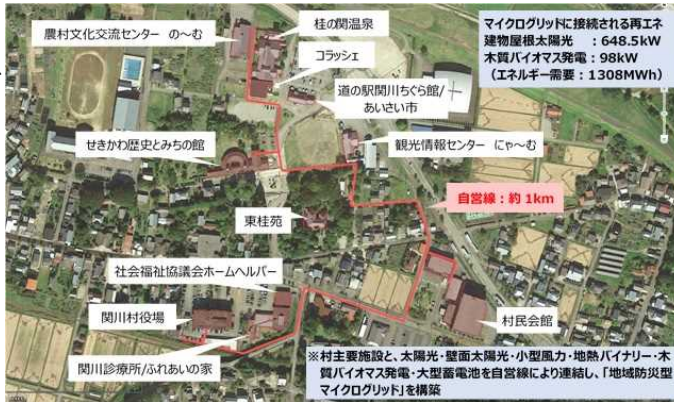 農村文化交流センター の～む
桂の関温泉
コラッシェ
道の駅関川ちぐら館/
あいさい市
マイクログリッドに接続される再エネ
建物屋根太陽光　：648.5kW
木質バイオマス発電：98kW
（エネルギー需要：1308MWh）
せきかわ歴史とみちの館
観光情報センター にゃ～む
自営線：約１km
東桂苑
社会福祉協議会ホームヘルパー
関川村役場
村民会館
関川診療所/ふれあいの家
※村主要施設と、太陽光・壁面太陽光・小型風力・地熱バイナリー・木
質バイオマス発電・大型蓄電池を自営線により連結し、「地域防災型
マイクログリッド」を構築